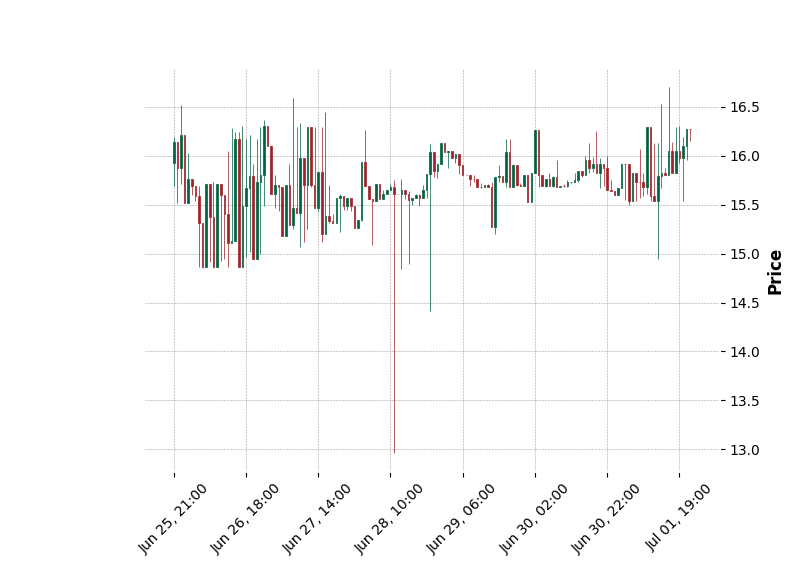 16.5
16.0
15.5
15.0
14.5
14.0
13.5
13.0
Price
Jun 25, 21:00
Jun 26, 18:00
Jun 27, 14:00
Jun 28, 10:00
Jun 29, 06:00
Jun 30, 02:00
Jun 30, 22:00
Jul 01, 19:00